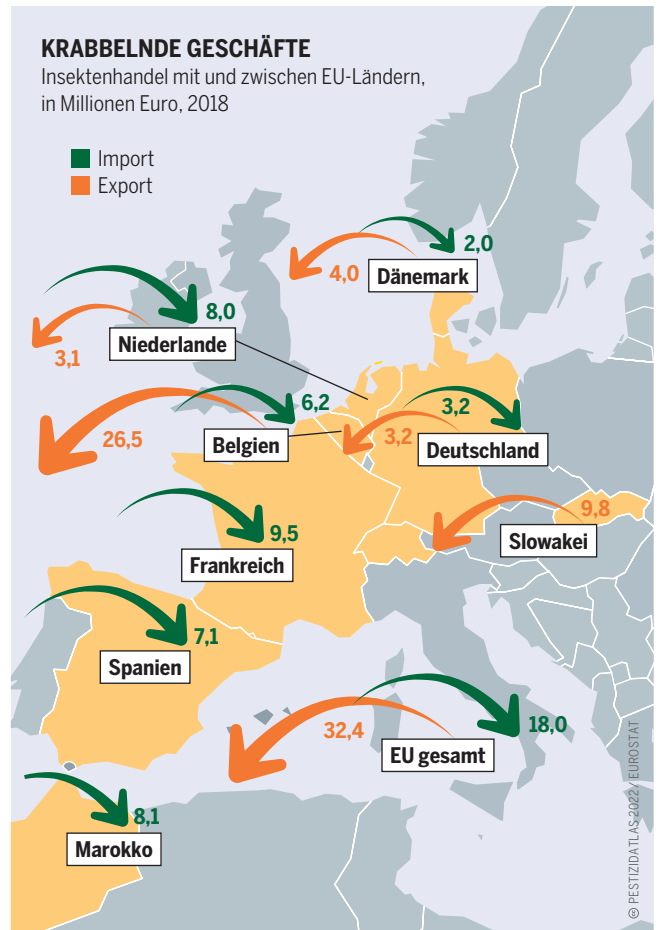 KRABBELNDE GESCHÄFTE
Insektenhandel mit und zwischen EU-Ländern,
in Millionen Euro, 2018
Import
Export
2,0
4,0
Dänemark
8,0
3,1
Niederlande
6,2
26,5
Belgien
3,2
3,2
Deutschland
9,8
Slowakei
9,5
Frankreich
7,1
Spanien
18,0
32,4
EU gesamt
8,1
Marokko
© PESTIZIDATLAS 2022 / EUROSTAT